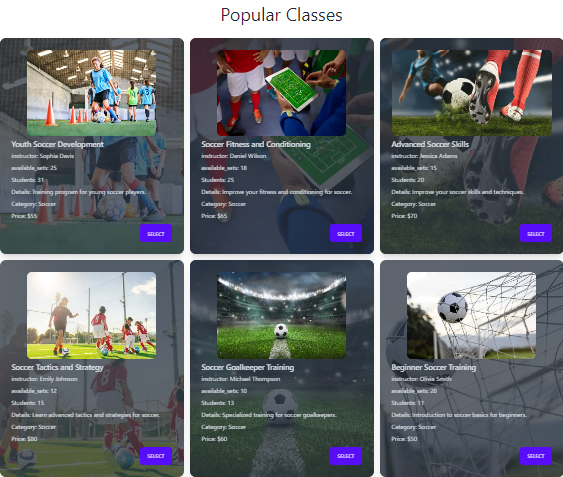 Popular Classes
Youth Soccer Development
instructor: Sophia Davis
available_sets: 25
Students: 31
Details: Training program for young soccer players.
Category: Soccer
Price: $55
SELECT
Soccer Fitness and Conditioning
instructor: Daniel Wilson
available_sets: 18
Students: 25
Details: Improve your fitness and conditioning for soccer.
Category: Soccer
Price: $65
SELECT
Advanced Soccer Skills
instructor: Jessica Adams
available_sets: 15
Students: 20
Details: Improve your soccer skills and techniques.
Category: Soccer
Price: $70
SELECT
Soccer Tactics and Strategy
instructor: Emily Johnson
available_sets: 12
Students: 15
Details: Learn advanced tactics and strategies for soccer.
Category: Soccer
Price: $80
SELECT
Soccer Goalkeeper Training
instructor: Michael Thompson
available_sets: 10
Students: 13
Details: Specialized training for soccer goalkeepers.
Category: Soccer
Price: $60
SELECT
Beginner Soccer Training
instructor: Olivia Smith
available_sets: 20
Students: 11
Details: Introduction to soccer basics for beginners.
Category: Soccer
Price: $50
SELECT